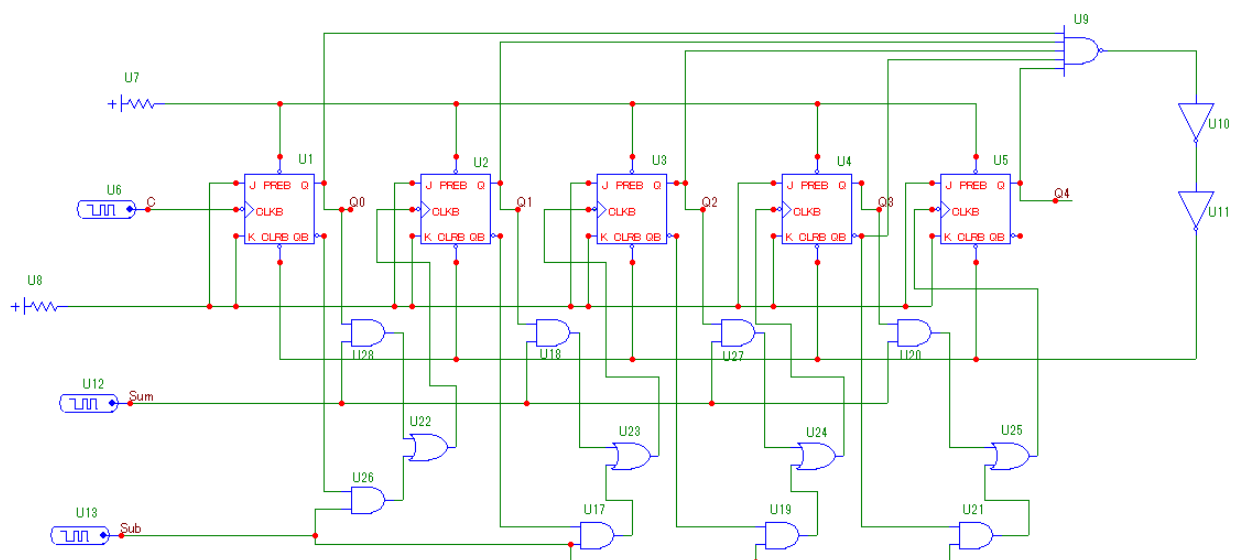 U9
U7
+
U10
U1
U2
U3
U4
U5
J PREB Q
J PREB Q
J PREB Q
J PREB Q
J PREB Q
U6
C
CLKB
Q0
CLKB
Q1
CLKB
Q2
CLKB
Q3
CLKB
Q4
U11
K CLRB QB
K CLRB QB
K CLRB QB
K CLRB QB
K CLRB QB
U8
+
U28
U18
U27
U20
U12
Sum
U22
U23
U24
U25
U26
U13
Sub
U17
U19
U21